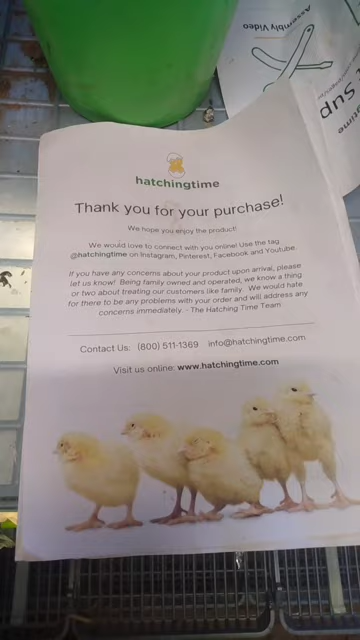 Assembly Video
Sup
hatchingtime
Thank you for your purchase!
We hope you enjoy the product!
We would love to connect with you online! Use the tag
@hatchingtime on Instagram, Pinterest, Facebook and Youtube.
If you have any concerns about your product upon arrival, please
let us know! Being family owned and operated, we know a thing
or two about treating our customers like family. We would hate
for there to be any problems with your order and will address any
concerns immediately. - The Hatching Time Team
Contact Us: (800) 511-1369 info@hatchingtime.com
Visit us online: www.hatchingtime.com